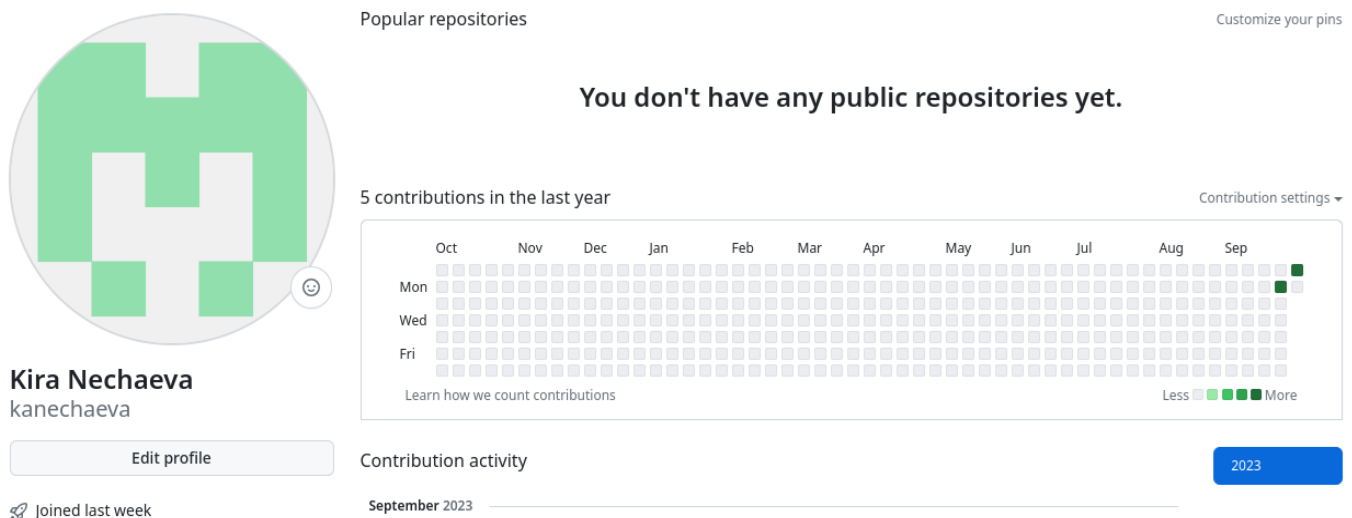 Popular repositories
Customize your pins
You don't have any public repositories yet.
5 contributions in the last year
Contribution settings
Oct Nov Dec Jan Feb Mar Apr May Jun Jul Aug Sep
Mon
Wed
Fri
Learn how we count contributions
Less More
Kira Nechaeva
kanechaeva
Edit profile
Joined last week
Contribution activity
2023
September 2023